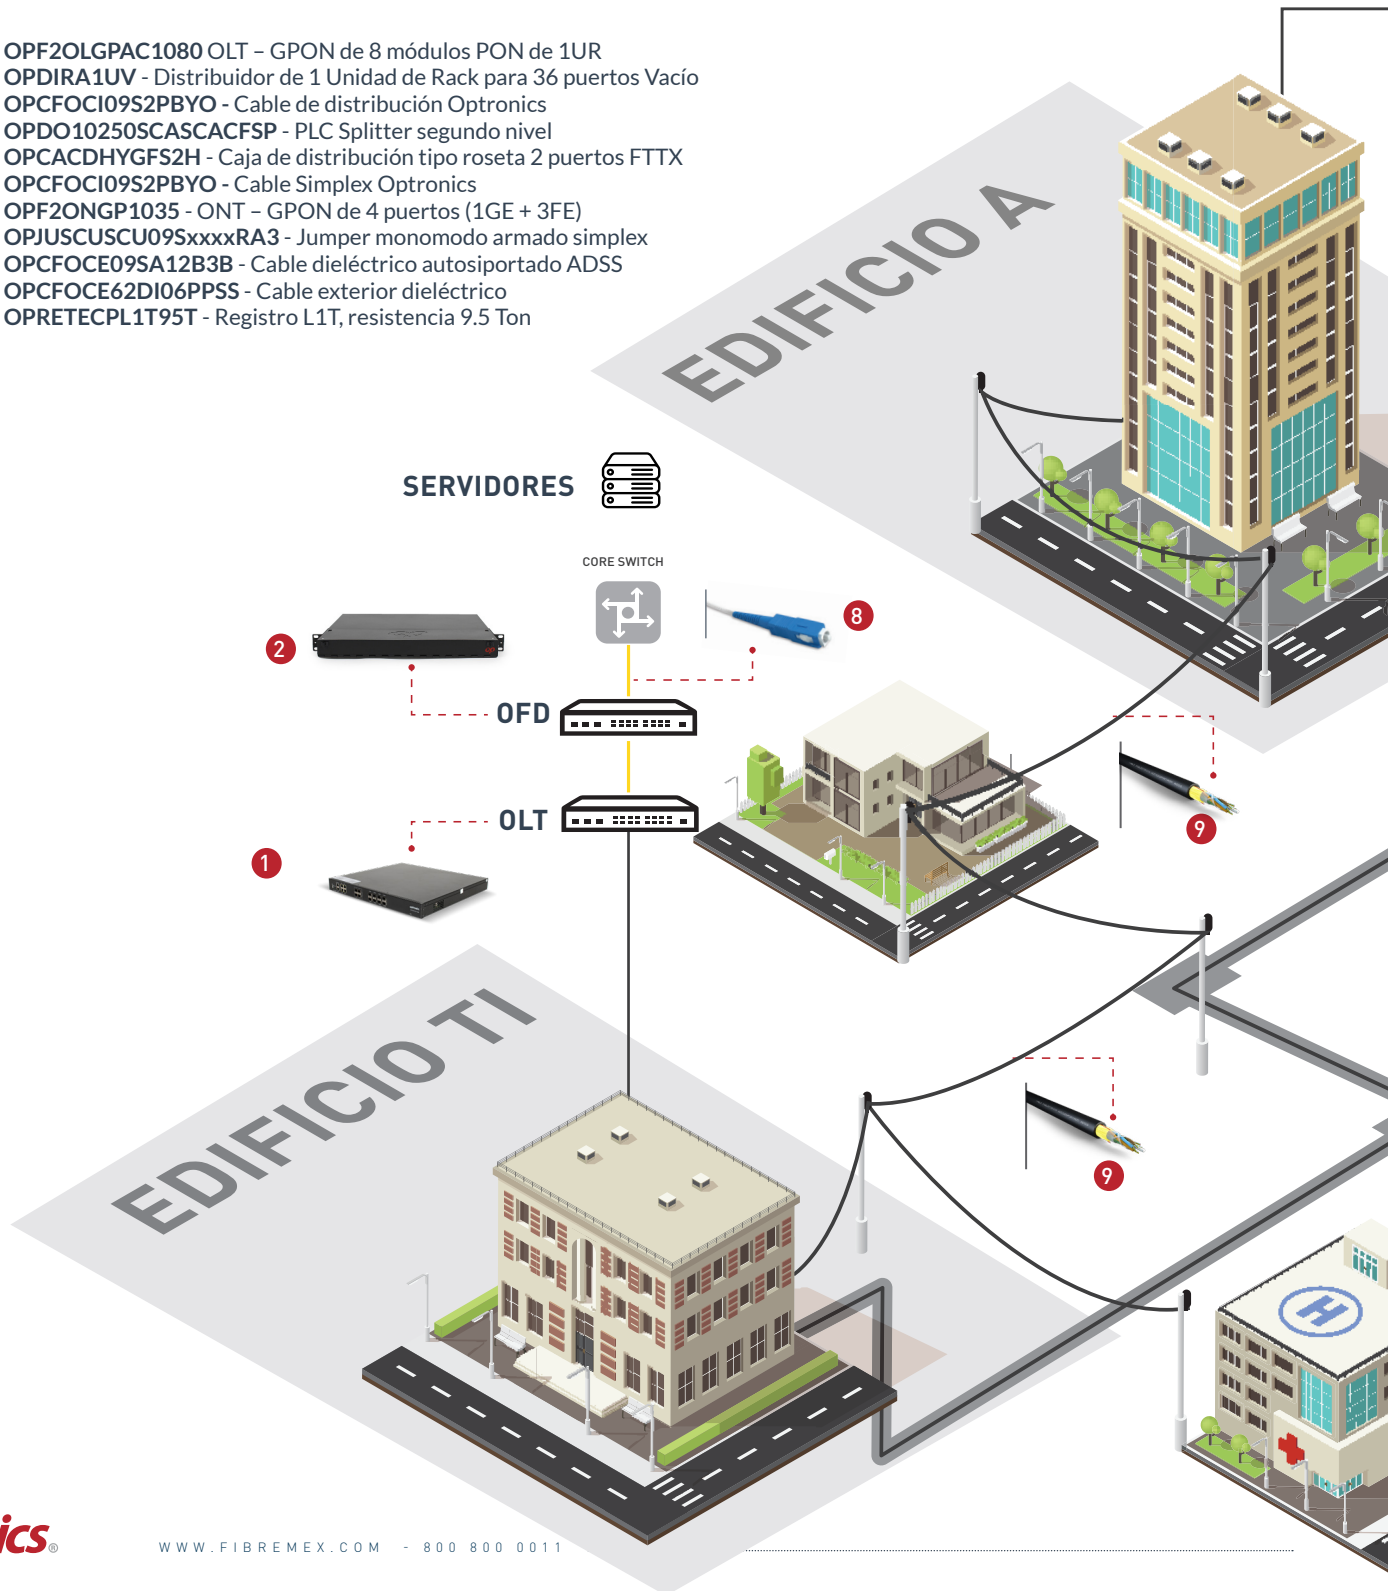 OPF2OLGPAC1080 OLT – GPON de 8 módulos PON de 1UR
OPDIRA1UV - Distribuidor de 1 Unidad de Rack para 36 puertos Vacío
OPCFOCI09S2PBYO - Cable de distribución Optronics
OPDO10250SCASCACFSP - PLC Splitter segundo nivel
OPCACDHYGFS2H - Caja de distribución tipo roseta 2 puertos FTTX
OPCFOCI09S2PBYO - Cable Simplex Optronics
OPF2ONGP1035 - ONT – GPON de 4 puertos (1GE + 3FE)
OPJUSCUSCU09SxxxxRA3 - Jumper monomodo armado simplex
OPCFOCE09SA12B3B - Cable dieléctrico autosiportado ADSS
OPCFOCE62DI06PPSS - Cable exterior dieléctrico
OPRETECPL1T95T - Registro L1T, resistencia 9.5 Ton
EDIFICIO A
SERVIDORES
CORE SWITCH
8
2
OFD
9
OLT
1
EDIFICIO TI
9
H
ics®
WWW.FIBREMEX.COM - 800 800 0011